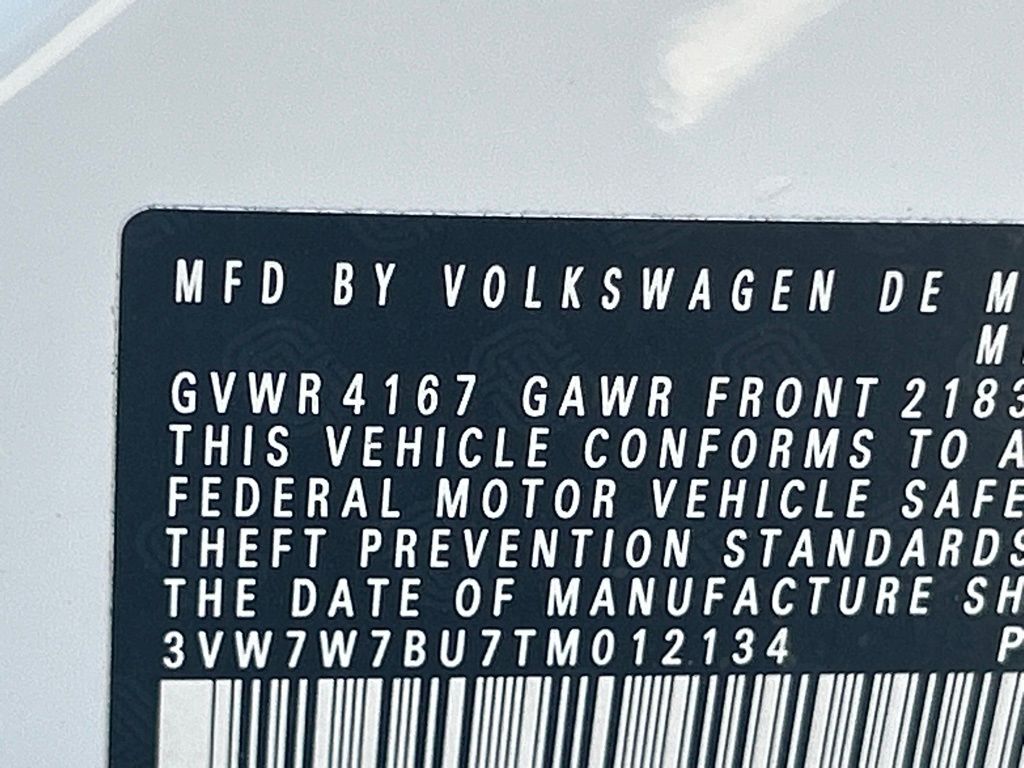 MFD BY VOLKSWAGEN DE M
M
GVWR 4167 GAWR FRONT 2183
THIS VEHICLE CONFORMS TO A
FEDERAL MOTOR VEHICLE SAFE
THEFT PREVENTION STANDARDS
THE DATE OF MANUFACTURE SH
3VW7W7BU7TM012134 P